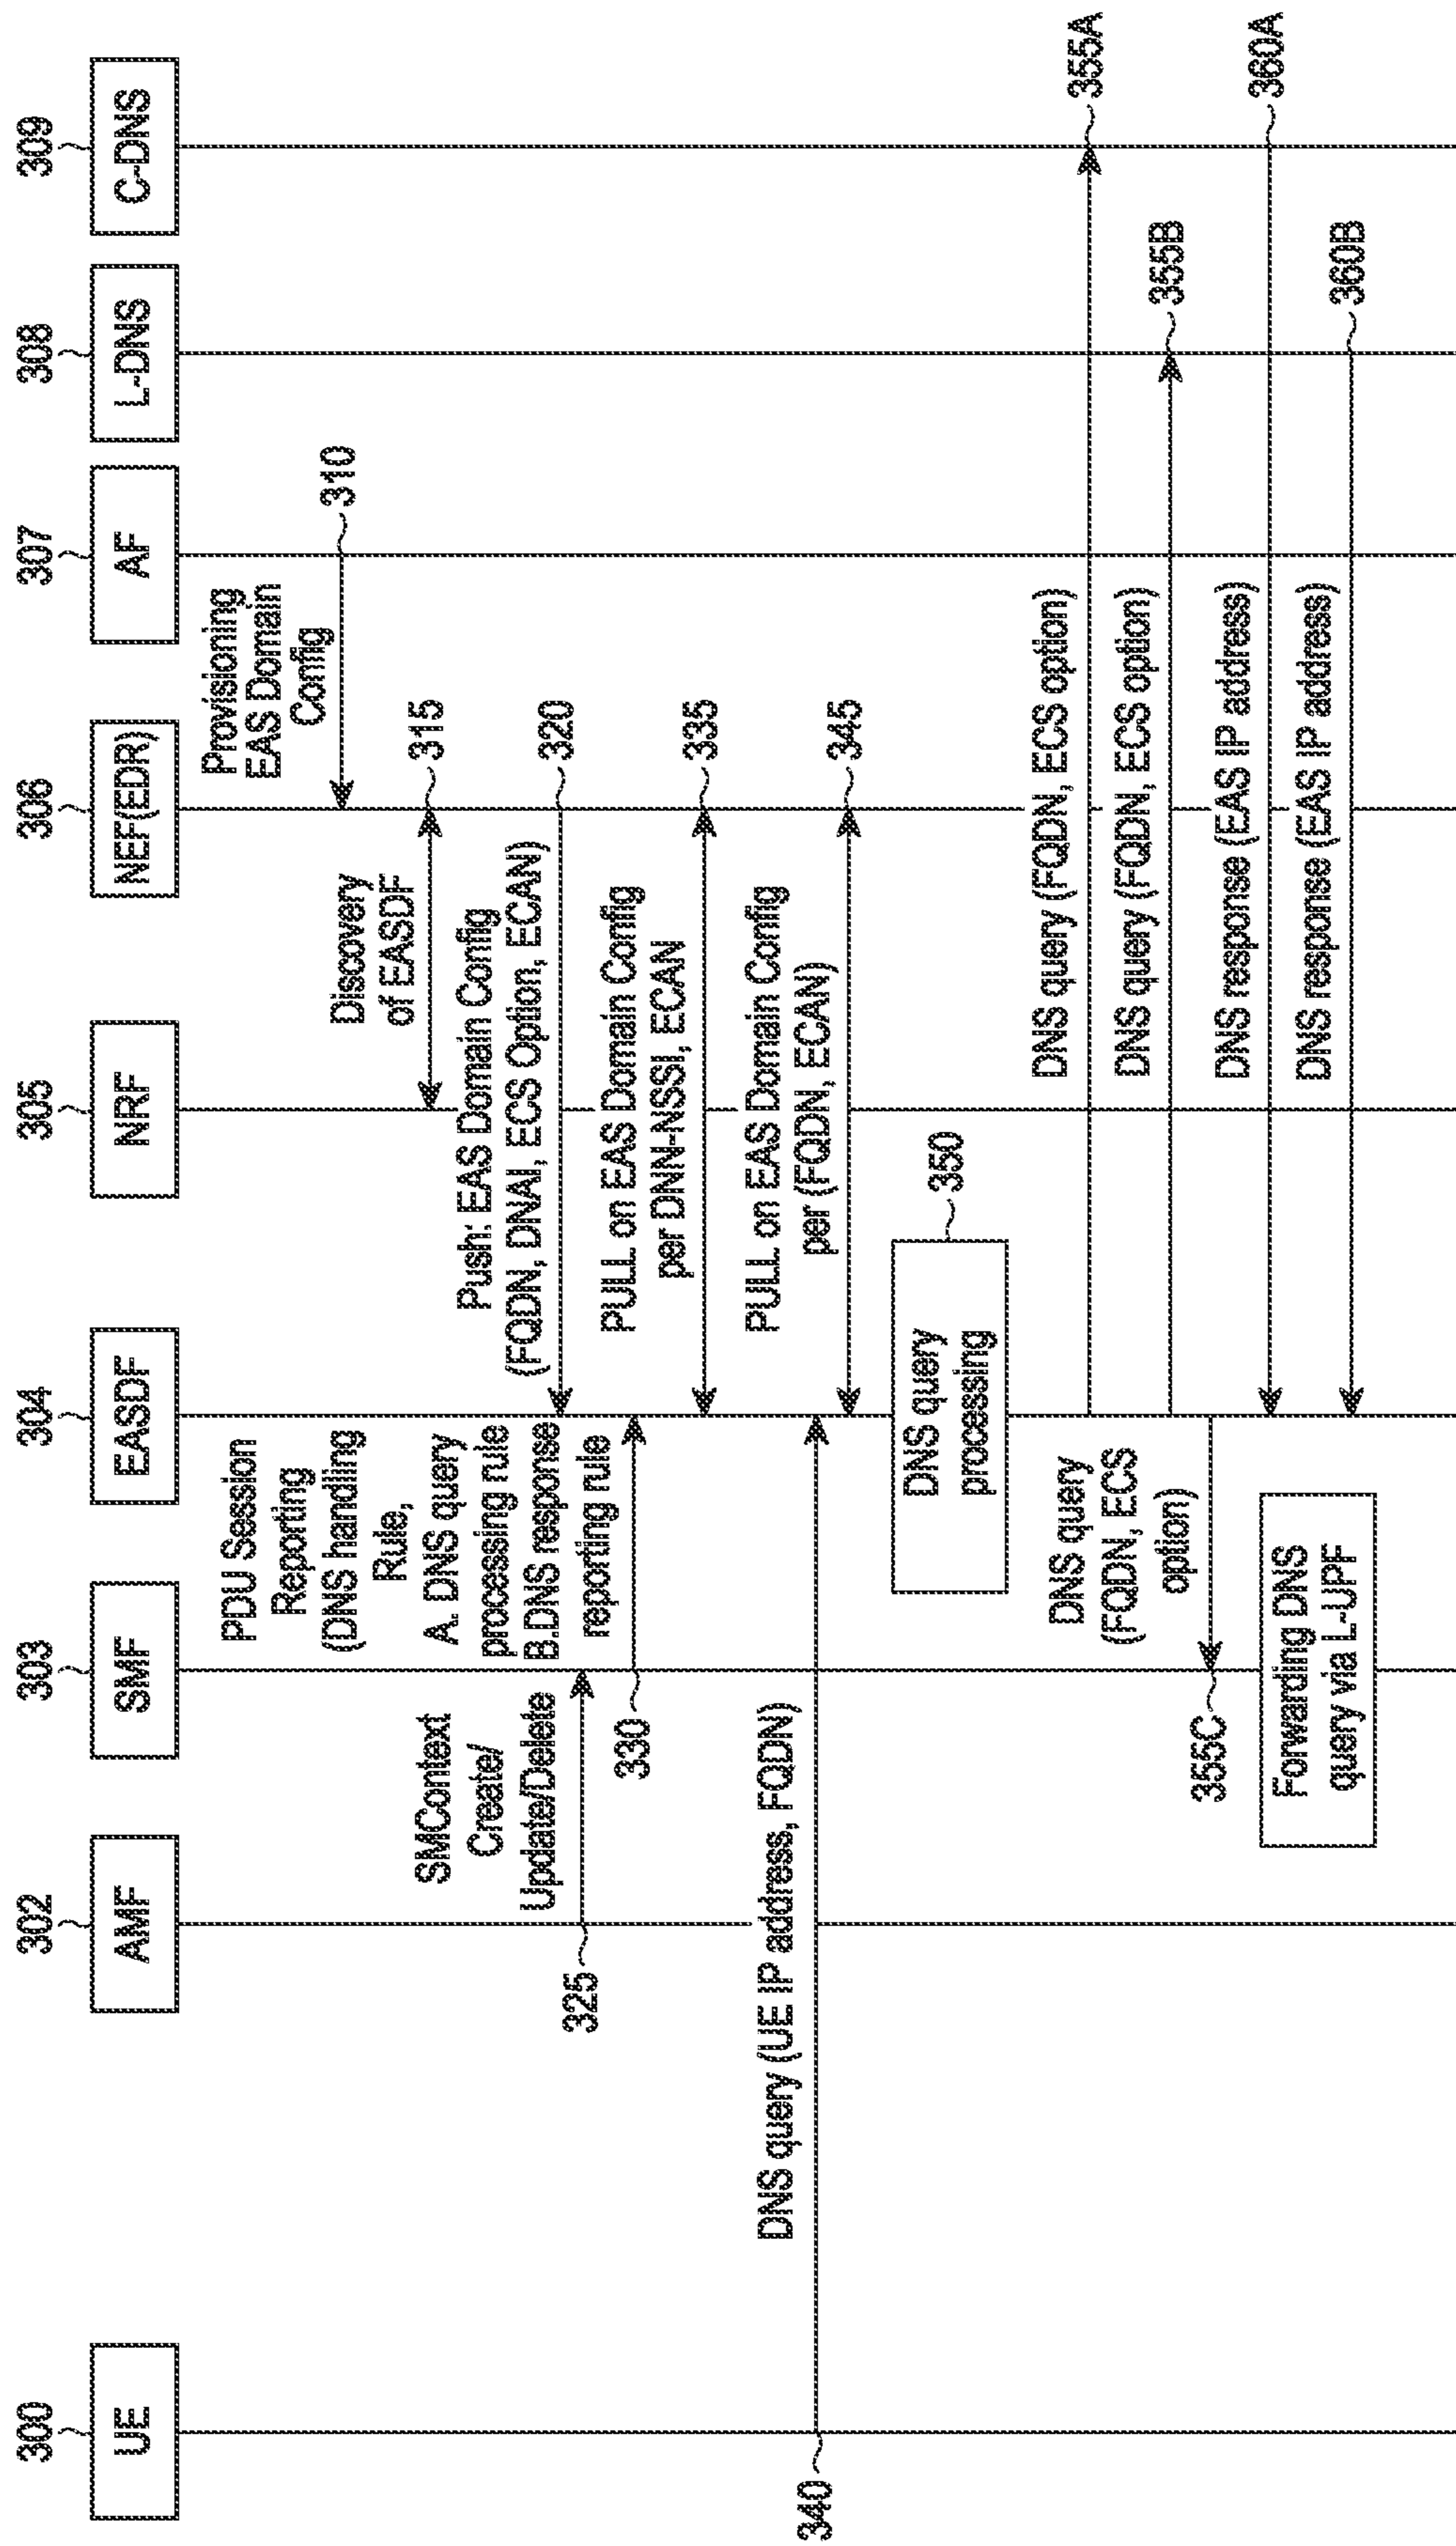 300
302
303
304
305
306
307
308
309
UE
AMF
SMF
EASDF
NRF
NEF(EDR)
AF
L-DNS
C-DNS
Provisioning
EAS Domain
Config
310
Discovery
of EASDF
315
Push: EAS Domain Config
(FQDN, DNAI, ECS Option, ECAN)
320
SMContext
Create/
Update/Delete
325
PDU Session
Reporting
(DNS handling
Rule,
A. DNS query
processing rule
B.DNS response
reporting rule
330
PULL on EAS Domain Config
per DNN-NSSI, ECAN
335
DNS query (UE IP address, FQDN)
340
PULL on EAS Domain Config
per (FQDN, ECAN)
345
DNS query
processing
350
DNS query (FQDN, ECS option)
355A
DNS query (FQDN, ECS option)
355B
DNS query
(FQDN, ECS
option)
355C
DNS response (EAS IP address)
360A
Forwarding DNS
query via L-UPF
DNS response (EAS IP address)
360B